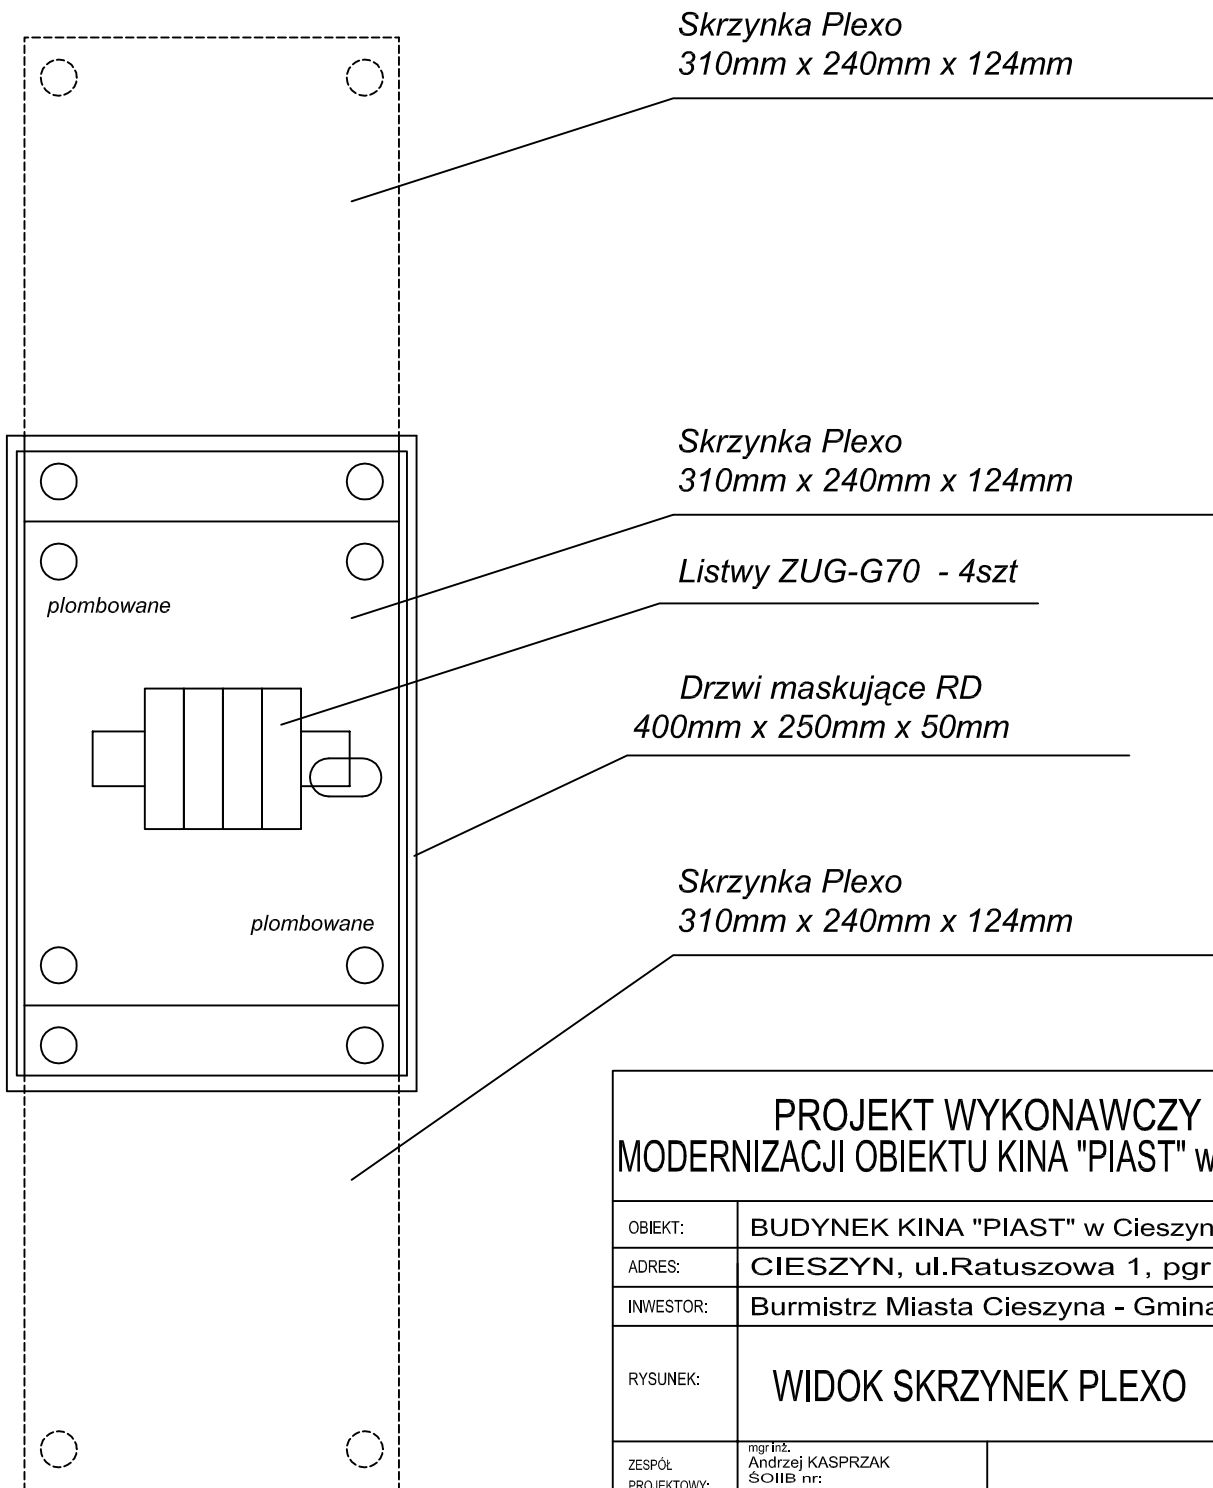 Skrzynka Plexo
310mm x 240mm x 124mm
Skrzynka Plexo
310mm x 240mm x 124mm
Listwy ZUG-G70 - 4szt
plombowane
Drzwi maskujące RD
400mm x 250mm x 50mm
Skrzynka Plexo
310mm x 240mm x 124mm
plombowane
PROJEKT WYKONAWCZY
MODERNIZACJI OBIEKTU KINA "PIAST" w
OBIEKT: BUDYNEK KINA "PIAST" w Cieszyn
ADRES: CIESZYN, ul.Ratuszowa 1, pgr
INWESTOR: Burmistrz Miasta Cieszyna - Gmina
RYSUNEK: WIDOK SKRZYNEK PLEXO
ZESPÓŁ
PROJEKTOWY:
mgr inż.
Andrzej KASPRZAK
ŚOIIB nr: